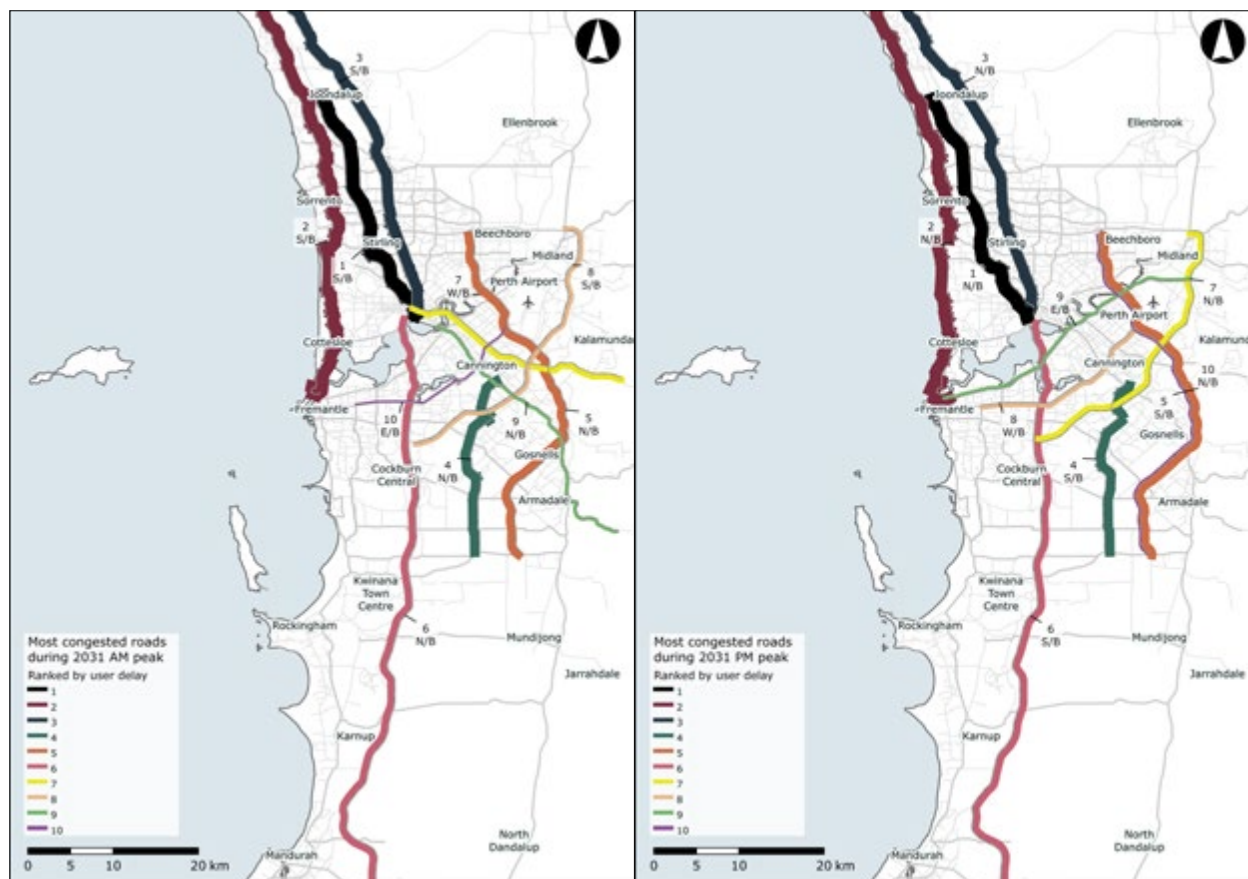 3
S/B
Joondalup
Ellenbrook
Sorrento
2
S/B
Stirling
1
S/B
Beechboro
Midland
7
W/B
Perth Airport
8
S/B
Cottesloe
Kalamunda
Cannington
Fremantle
10
E/B
9
N/B
5
N/B
Cockburn
Central
4
N/B
Gosnells
Armadale
Kwinana
Town
Centre
Rockingham
6
N/B
Mundijong
Jarrahdale
Most congested roads
during 2031 AM peak
Ranked by user delay
1
2
3
4
5
6
7
8
9
10
Karnup
North
Dandalup
Mandurah
0 5 10 20 km
3
N/B
Joondalup
Ellenbrook
Sorrento
2
N/B
Stirling
1
N/B
Beechboro
Midland
7
N/B
9
E/B
Perth Airport
Cottesloe
Kalamunda
Cannington
Fremantle
8
W/B
10
N/B
5
S/B
Gosnells
Cockburn
Central
4
S/B
Armadale
Kwinana
Town
Centre
Rockingham
6
S/B
Mundijong
Jarrahdale
Most congested roads
during 2031 PM peak
Ranked by user delay
1
2
3
4
5
6
7
8
9
10
Karnup
North
Dandalup
Mandurah
0 5 10 20 km